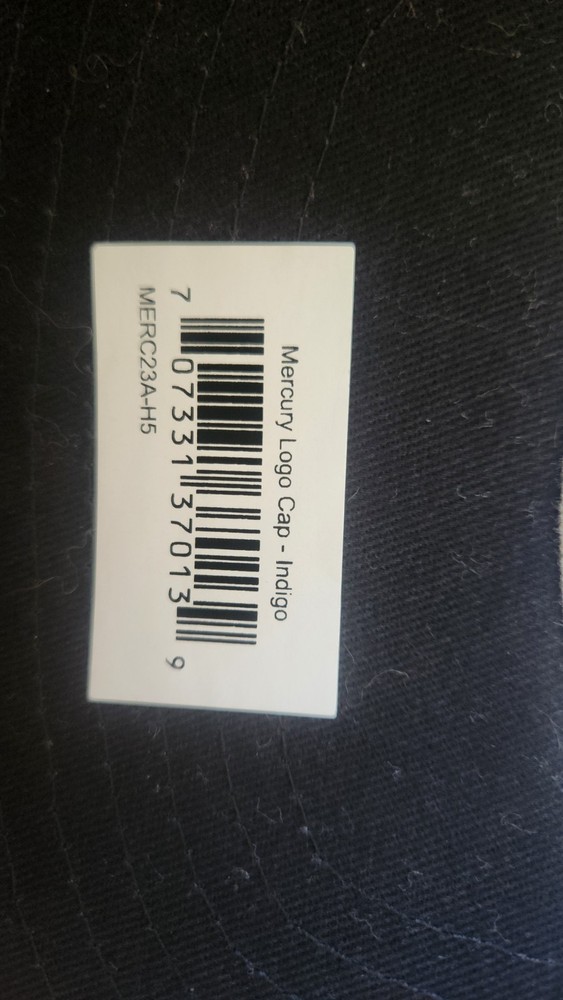 Mercury Logo Cap - Indigo
7 07331 37013 9
MERC23A-H5